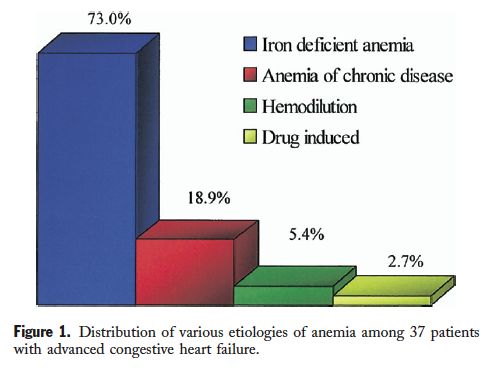 73.0%
Iron deficient anemia
Anemia of chronic disease
Hemodilution
Drug induced
18.9%
5.4%
2.7%
Figure 1. Distribution of various etiologies of anemia among 37 patients
with advanced congestive heart failure.